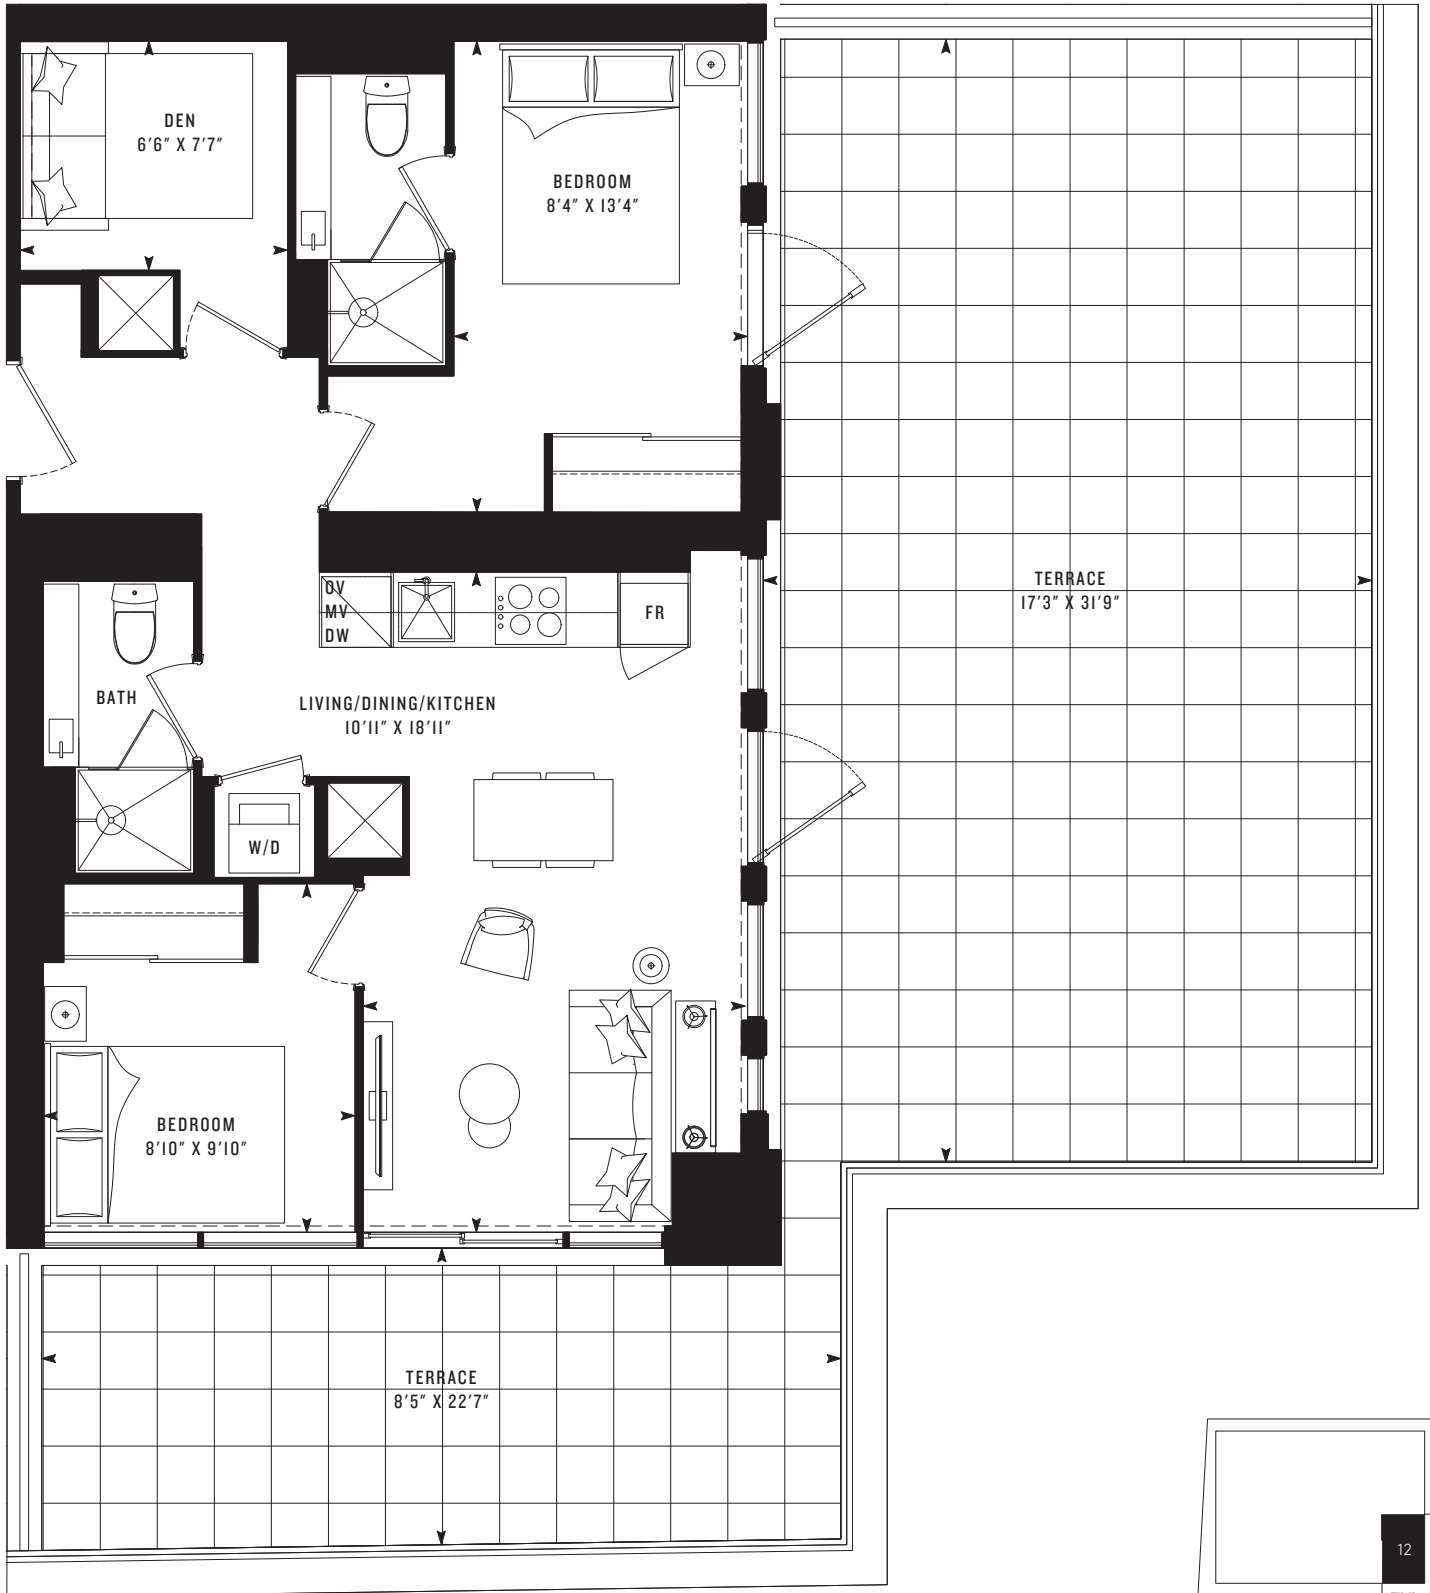 DEN
6'6" X 7'7"
BEDROOM
8'4" X 13'4"
TERRACE
17'3" X 31'9"
OV
MV
DW
FR
BATH
LIVING/DINING/KITCHEN
10'11" X 18'11"
W/D
BEDROOM
8'10" X 9'10"
TERRACE
8'5" X 22'7"
12